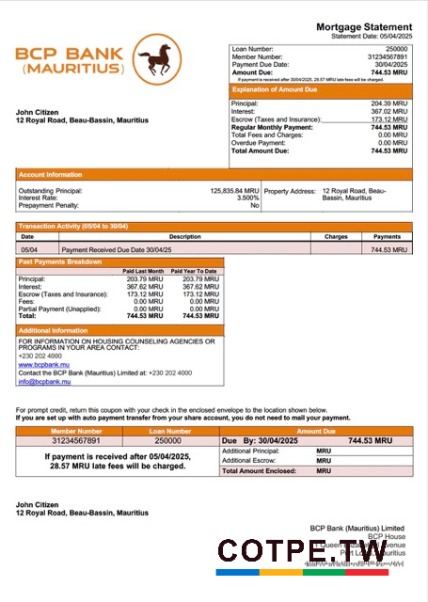 Mortgage Statement
Statement Date: 05/04/2025
BCP BANK
(MAURITIUS)
Loan Number: 250000
Member Number: 31234567891
Payment Due Date: 30/04/2025
Amount Due: 744.53 MRU
If payment is received after 30/04/2025, 28.57 MRU late fees will be charged.
John Citizen
12 Royal Road, Beau-Bassin, Mauritius
Explanation of Amount Due
Principal: 204.39 MRU
Interest: 367.02 MRU
Escrow (Taxes and Insurance): 173.12 MRU
Regular Monthly Payment: 744.53 MRU
Total Fees and Charges: 0.00 MRU
Overdue Payment: 0.00 MRU
Total Amount Due: 744.53 MRU
Account Information
Outstanding Principal: 125,835.84 MRU
Interest Rate: 3.500%
Prepayment Penalty: No
Property Address: 12 Royal Road, Beau-
Bassin, Mauritius
Transaction Activity (05/04 to 30/04)
Date Description Charges Payments
05/04 Payment Received Due Date 30/04/25 744.53 MRU
Past Payments Breakdown
Paid Last Month Paid Year To Date
Principal: 203.79 MRU 203.79 MRU
Interest: 367.62 MRU 367.62 MRU
Escrow (Taxes and Insurance): 173.12 MRU 173.12 MRU
Fees: 0.00 MRU 0.00 MRU
Partial Payment (Unapplied): 0.00 MRU 0.00 MRU
Total: 744.53 MRU 744.53 MRU
Additional Information
FOR INFORMATION ON HOUSING COUNSELING AGENCIES OR
PROGRAMS IN YOUR AREA CONTACT:
+230 202 4000
www.bcpbank.mu
Contact the BCP Bank (Mauritius) Limited at: +230 202 4000
info@bcpbank.mu
For prompt credit, return this coupon with your check in the enclosed envelope to the location shown below.
If you are set up with auto payment transfer from your share account, you do not need to mail your payment.
Member Number Loan Number Amount Due
31234567891 250000 Due By: 30/04/2025 744.53 MRU
If payment is received after 05/04/2025,
28.57 MRU late fees will be charged.
Additional Principal: MRU
Additional Escrow: MRU
Total Amount Enclosed: MRU
John Citizen
12 Royal Road, Beau-Bassin, Mauritius
BCP Bank (Mauritius) Limited
BCP House
Port Mauritius
COTPE.TW